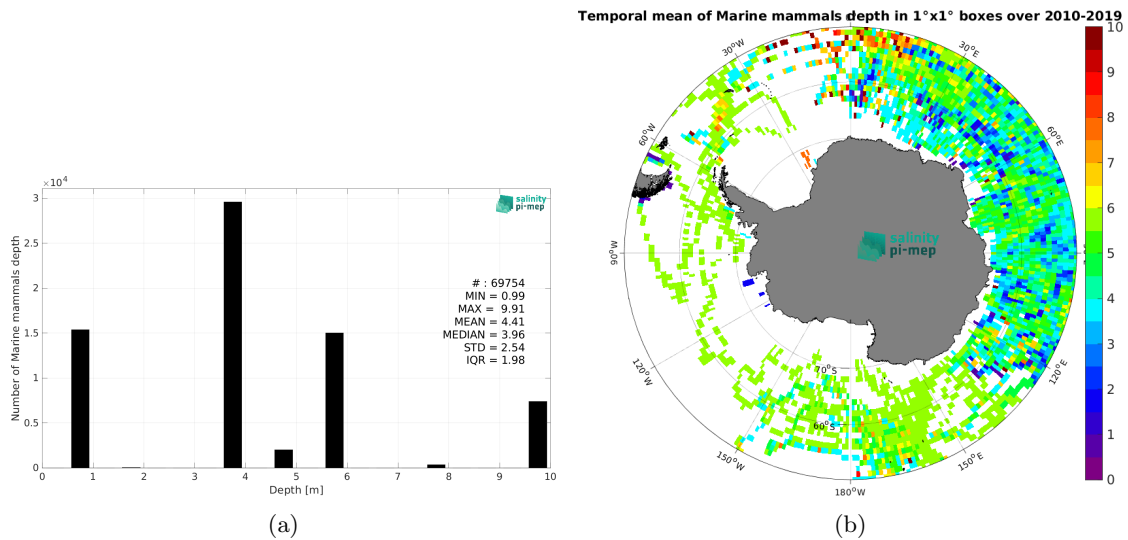 ×10⁴
3
2.5
2
1.5
1
0.5
0
Number of Marine mammals depth
salinity
pi-mep
# : 69754
MIN = 0.99
MAX = 9.91
MEAN = 4.41
MEDIAN = 3.96
STD = 2.54
IQR = 1.98
0 1 2 3 4 5 6 7 8 9 10
Depth [m]
(a)
Temporal mean of Marine mammals depth in 1°x1° boxes over 2010-2019
0°
30°W
30°E
60°W
60°E
90°W
120°W
120°E
150°W
150°E
180°W
70°S
60°S
salinity
pi-mep
10
9
8
7
6
5
4
3
2
1
0
(b)